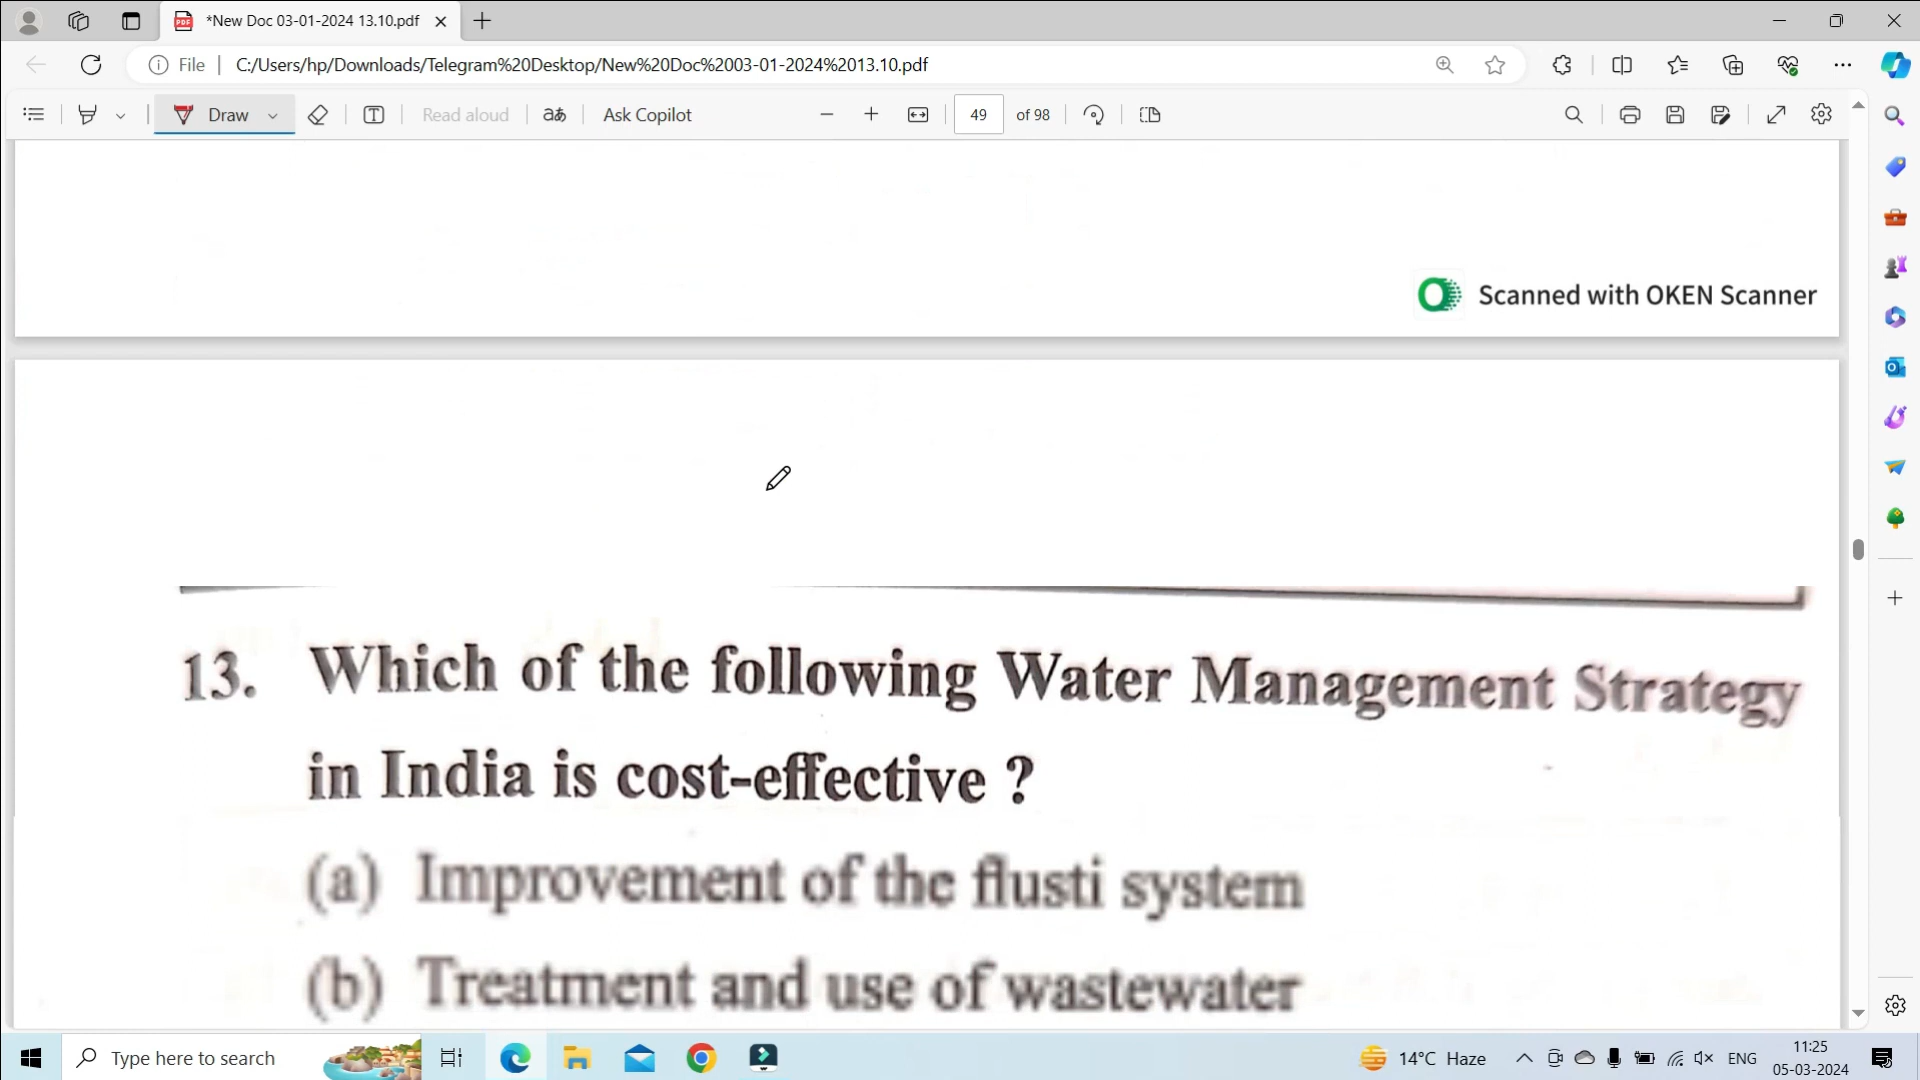 *New Doc 03-01-2024 13.10.pdf
File
C:/Users/hp/Downloads/Telegram%20Desktop/New%20Doc%2003-01-2024%2013.10.pdf
Draw
Read aloud
aあ
Ask Copilot
49
of 98
Scanned with OKEN Scanner
13. Which of the following Water Management Strategy
in India is cost-effective ?
(a) Improvement of the flusti system
(b) Treatment and use of wastewater
Type here to search
14°C Haze
ENG
11:25
05-03-2024